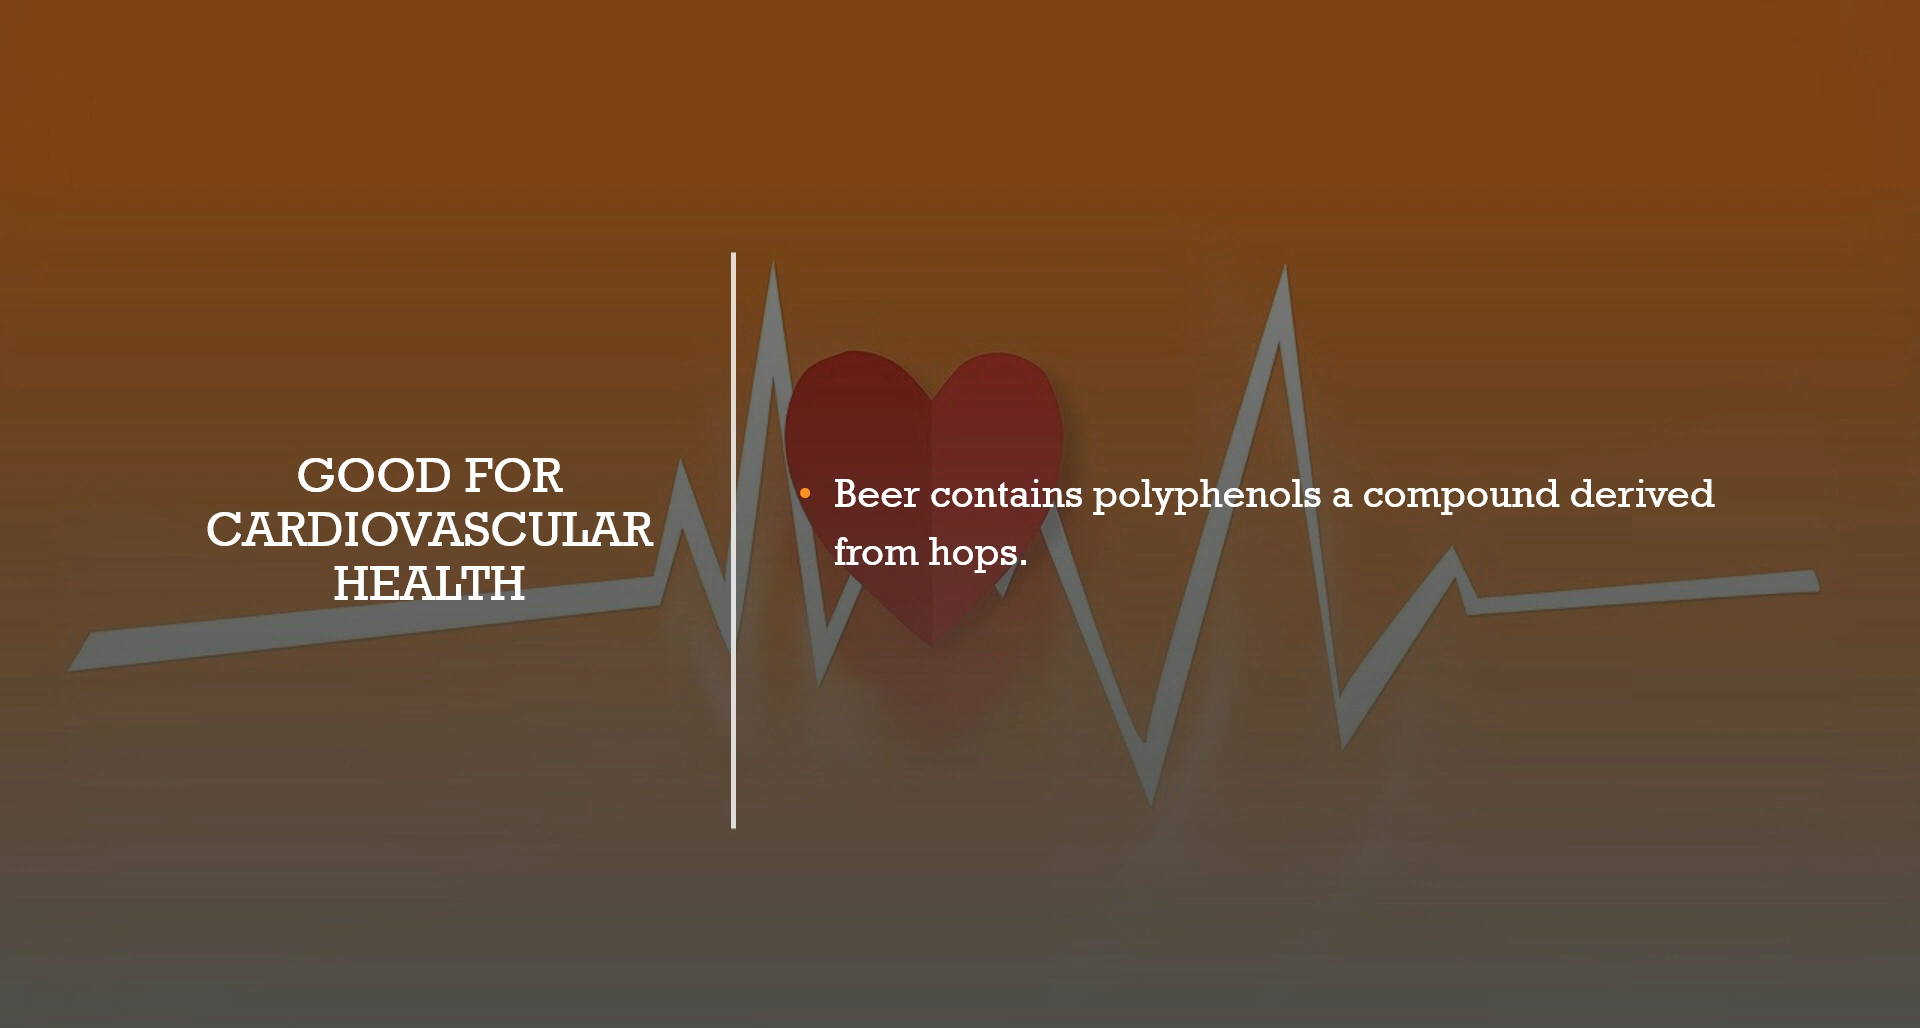 GOOD FOR
CARDIOVASCULAR
HEALTH
• Beer contains polyphenols a compound derived
from hops.